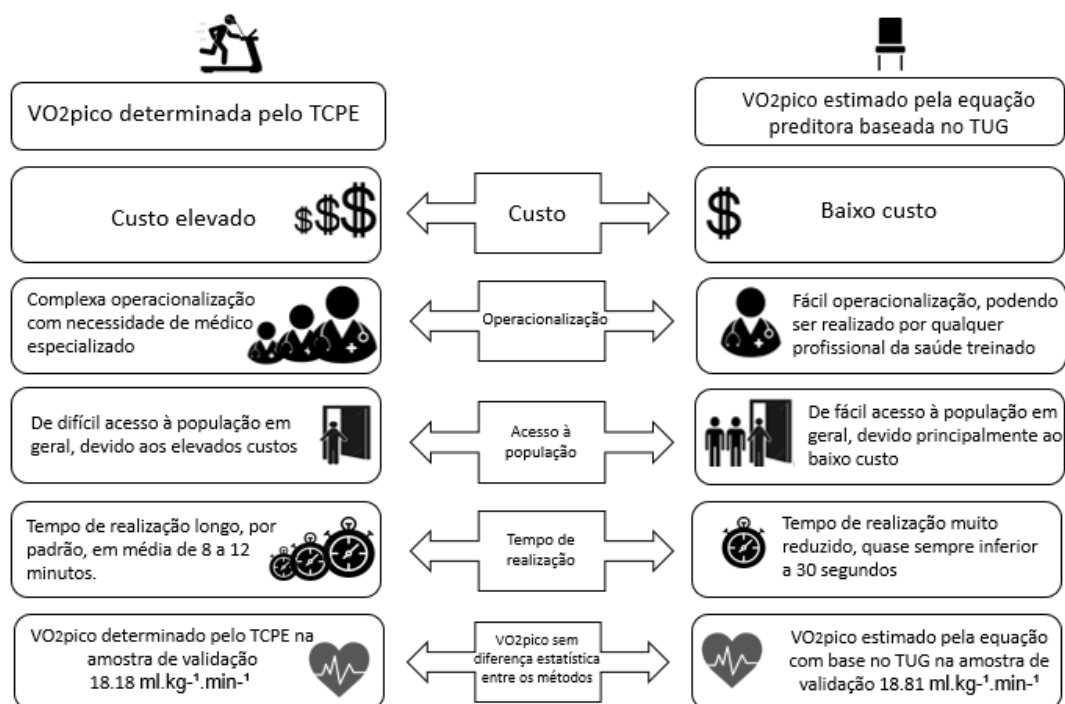 VO2pico determinada pelo TCPE
VO2pico estimado pela equação
preditora baseada no TUG
Custo elevado
$$$
Custo
$
Baixo custo
Complexa operacionalização
com necessidade de médico
especializado
Operacionalização
Fácil operacionalização, podendo
ser realizado por qualquer
profissional da saúde treinado
De difícil acesso à população em
geral, devido aos elevados custos
Acesso à
população
De fácil acesso à população em
geral, devido principalmente ao
baixo custo
Tempo de realização longo, por
padrão, em média de 8 a 12
minutos.
Tempo de
realização
Tempo de realização muito
reduzido, quase sempre inferior
a 30 segundos
VO2pico determinado pelo TCPE na
amostra de validação
18.18 ml.kg-¹.min-¹
VO2pico sem
diferença estatística
entre os métodos
VO2pico estimado pela equação
com base no TUG na amostra de
validação 18.81 ml.kg-¹.min-¹